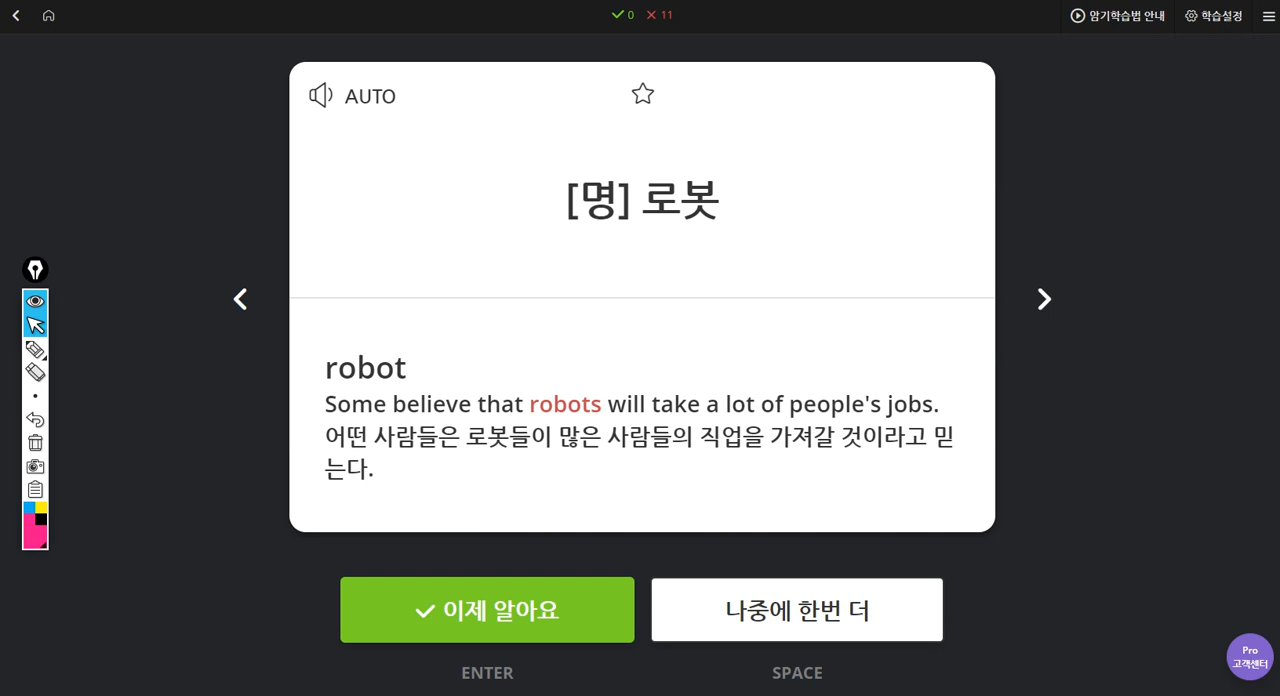 0 11 암기학습법 안내 학습설정
AUTO
[명] 로봇
robot
Some believe that robots will take a lot of people's jobs.
어떤 사람들은 로봇들이 많은 사람들의 직업을 가져갈 것이라고 믿
는다.
이제 알아요 나중에 한번 더
ENTER SPACE
Pro
고객센터